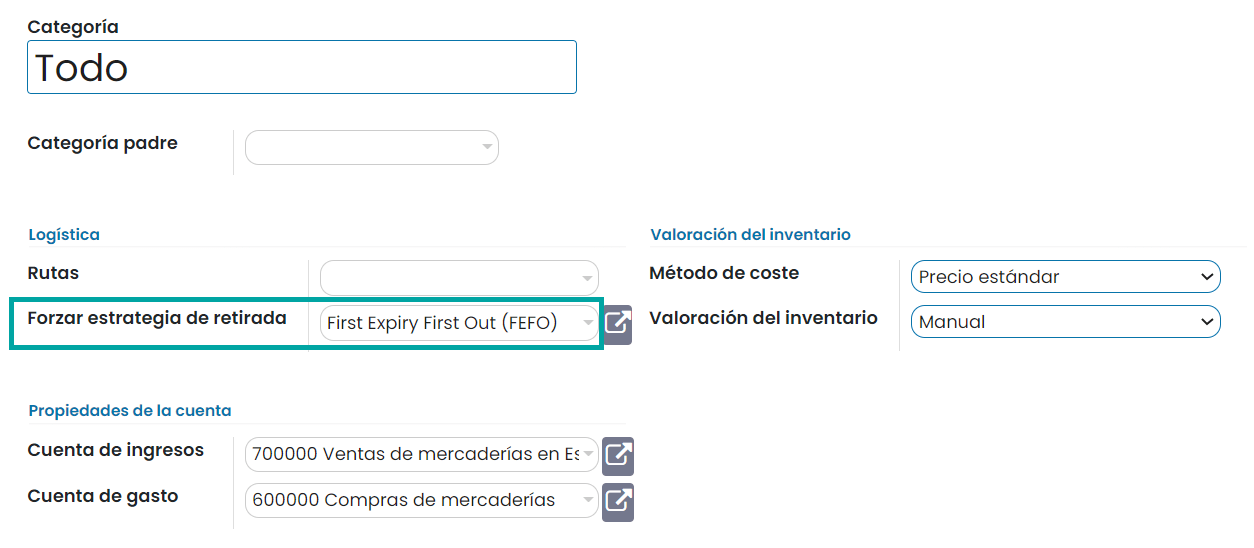 Categoría
Todo
Categoría padre
Logística
Rutas
Forzar estrategia de retirada
First Expiry First Out (FEFO)
Valoración del inventario
Método de coste
Precio estándar
Valoración del inventario
Manual
Propiedades de la cuenta
Cuenta de ingresos
700000 Ventas de mercaderías en Es
Cuenta de gasto
600000 Compras de mercaderías